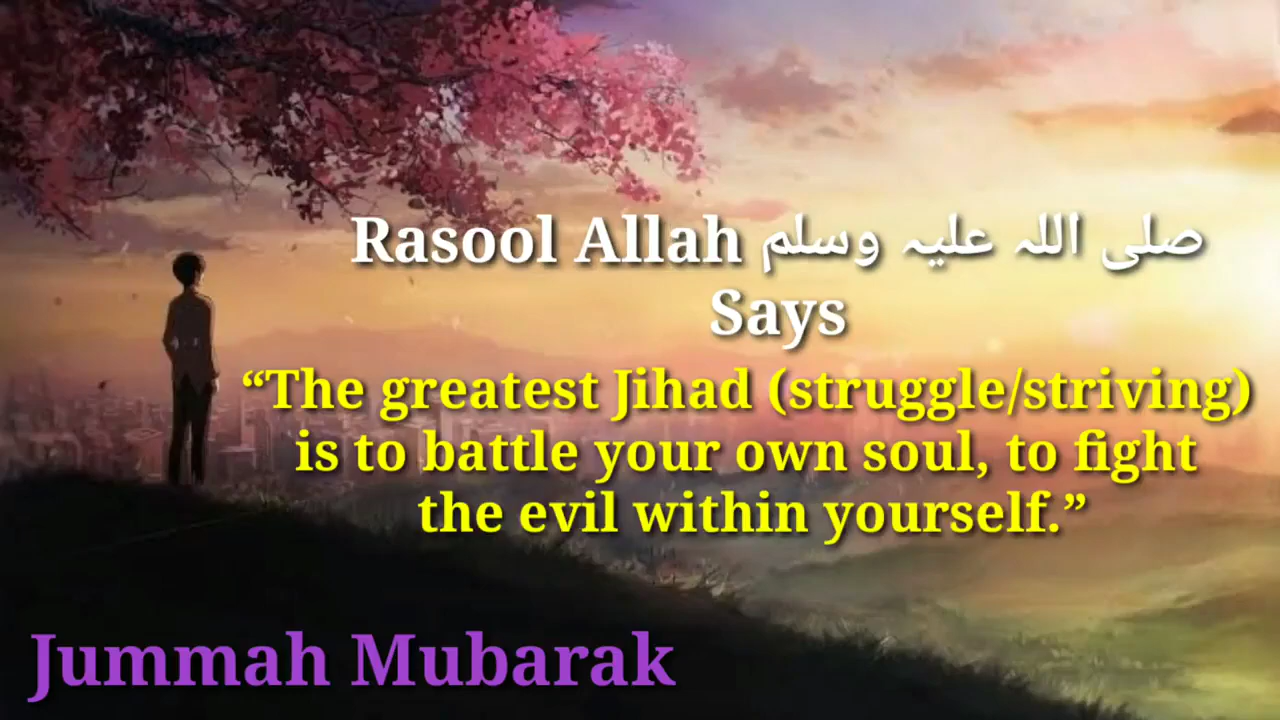 Rasool Allah صلی اللہ علیہ وسلم
Says
“The greatest Jihad (struggle/striving)
is to battle your own soul, to fight
the evil within yourself.”
Jummah Mubarak